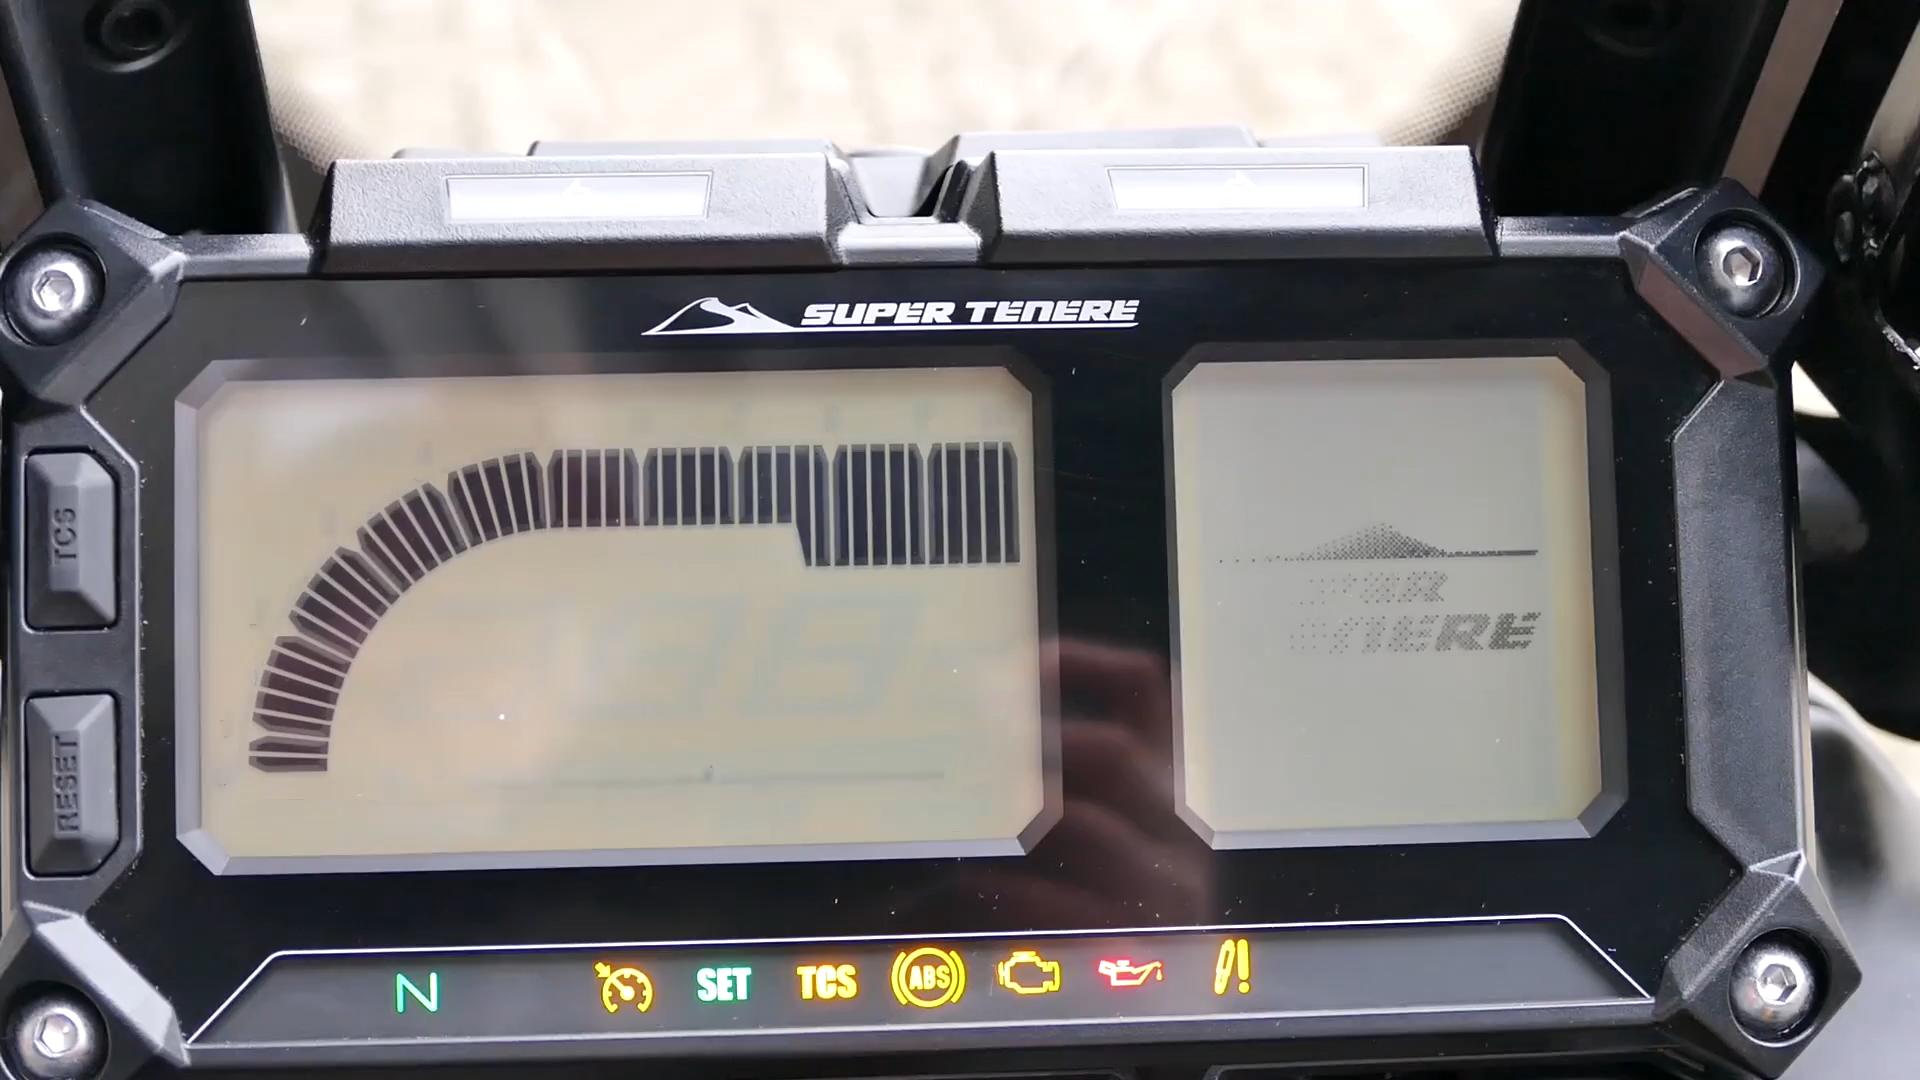 SUPER TENERE
TCS
RESET
N
SET
TCS
ABS